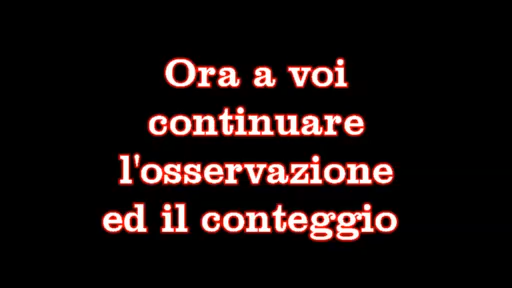 Ora a voi
continuare
l'osservazione
ed il conteggio